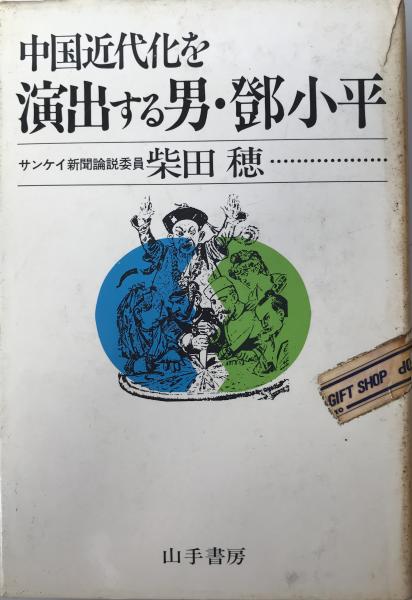 中国近代化を
演出する男・鄧小平
サンケイ新聞論説委員 柴田 穂…………………
GIFT SHOP
山手書房